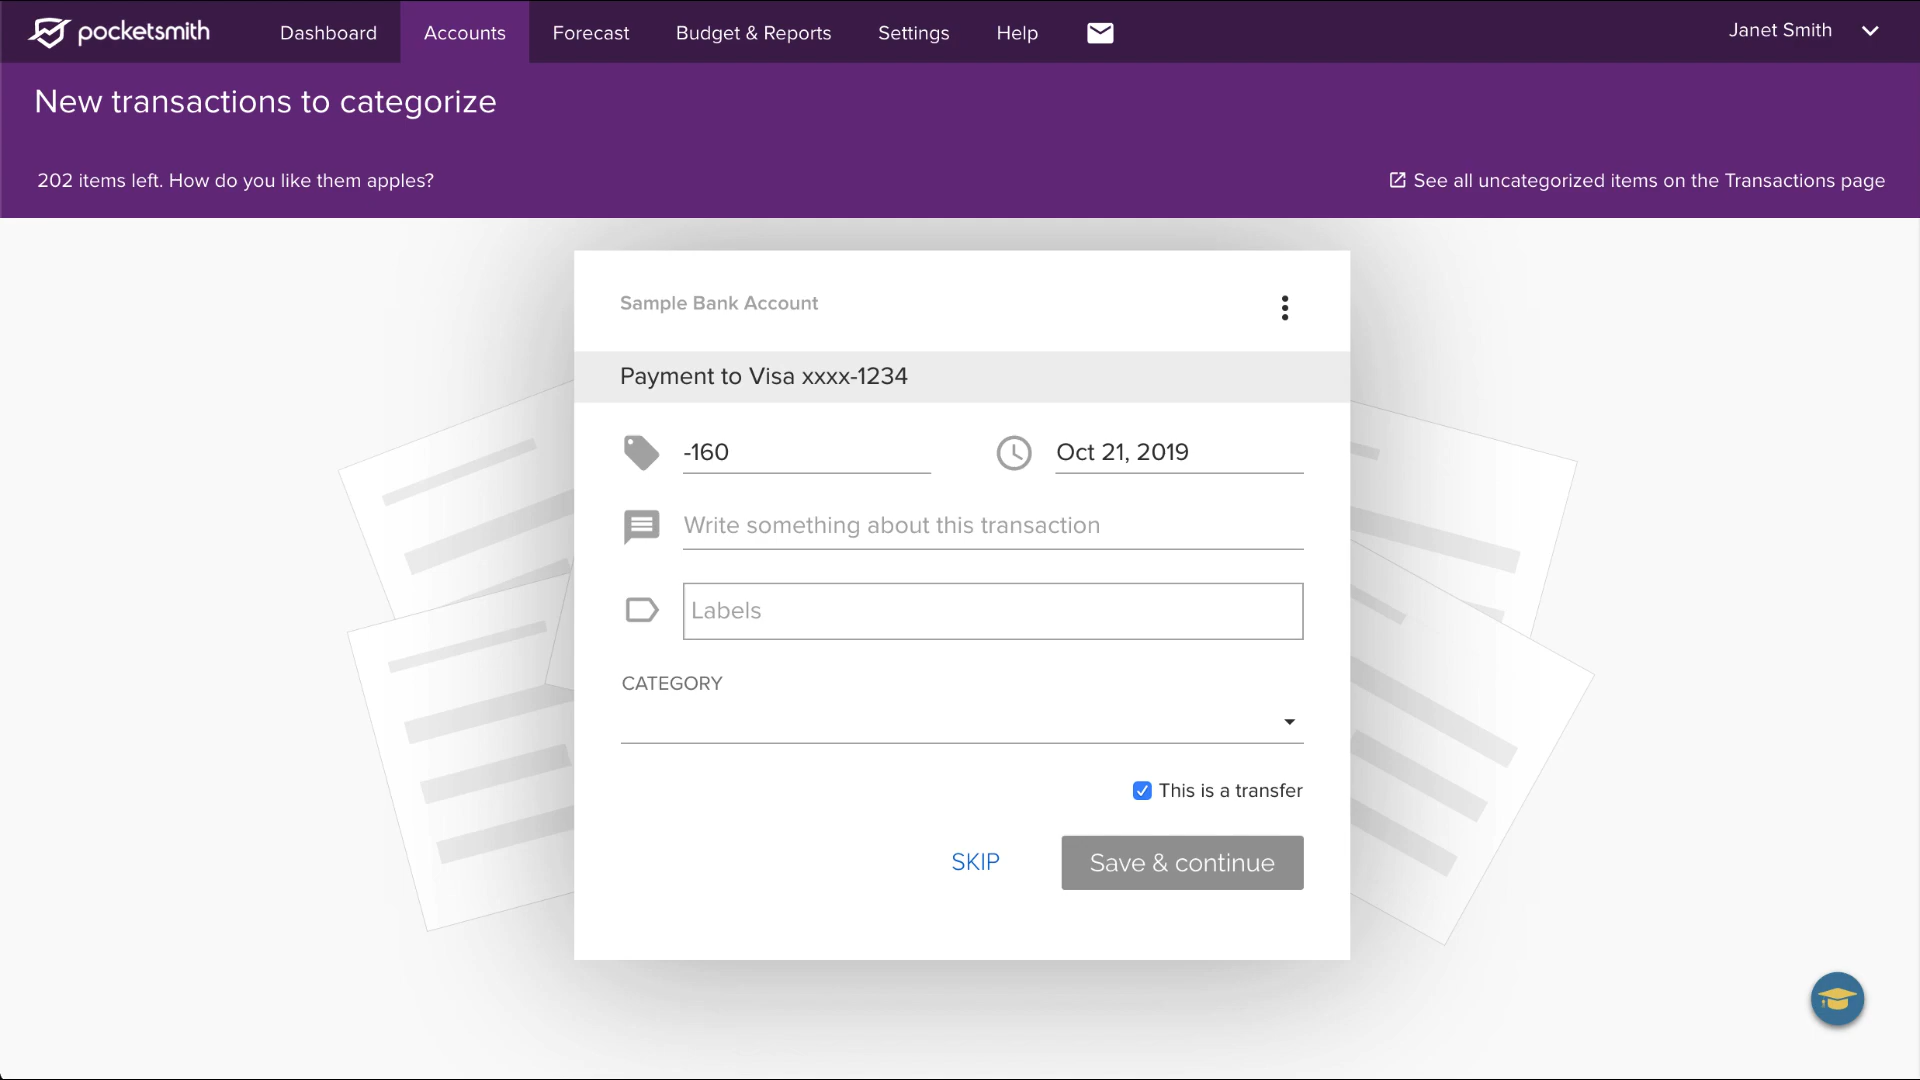 pocketsmith
Dashboard
Accounts
Forecast
Budget & Reports
Settings
Help
Janet Smith
New transactions to categorize
202 items left. How do you like them apples?
See all uncategorized items on the Transactions page
Sample Bank Account
Payment to Visa xxxx-1234
-160
Oct 21, 2019
Write something about this transaction
Labels
CATEGORY
This is a transfer
SKIP
Save & continue